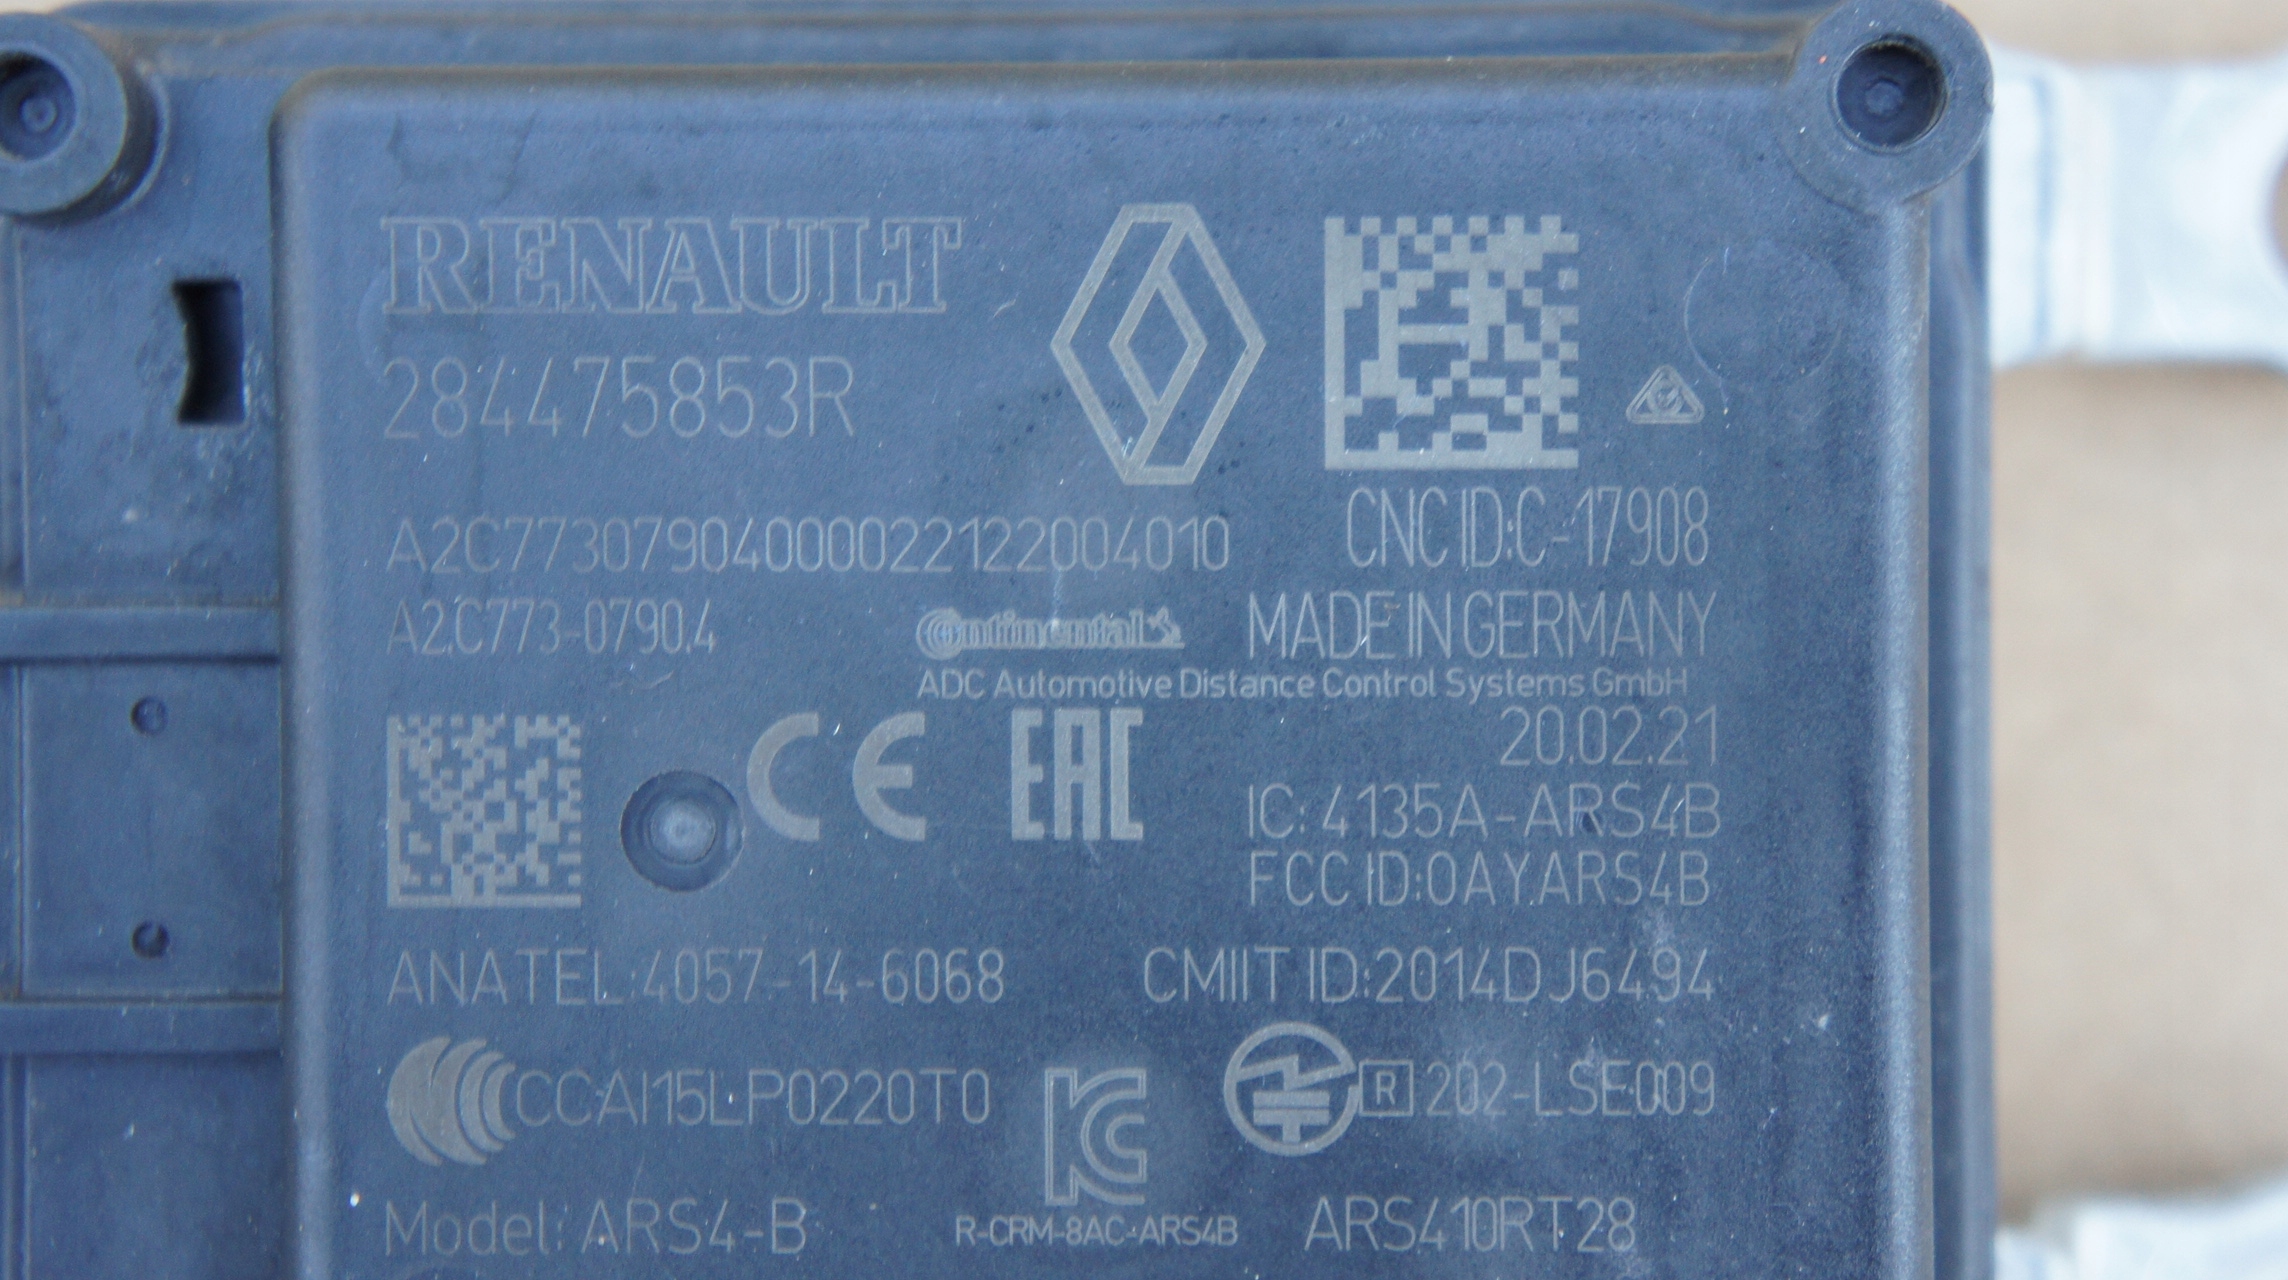 RENAULT
284475853R
A2C7730790400002212200​4010
CNC ID:C-17908
A2C773-0790.4
Continental
MADE IN GERMANY
ADC Automotive Distance Control Systems GmbH
CE
EAC
20.02.21
IC: 4135A-ARS4B
FCC ID:OAYARS4B
ANATEL:4057-14-6068
CMIIT ID:2014DJ6494
CCAI15LP0220T0
R 202-LSE009
Model: ARS4-B
R-CRM-8AC-ARS4B
ARS410RT28